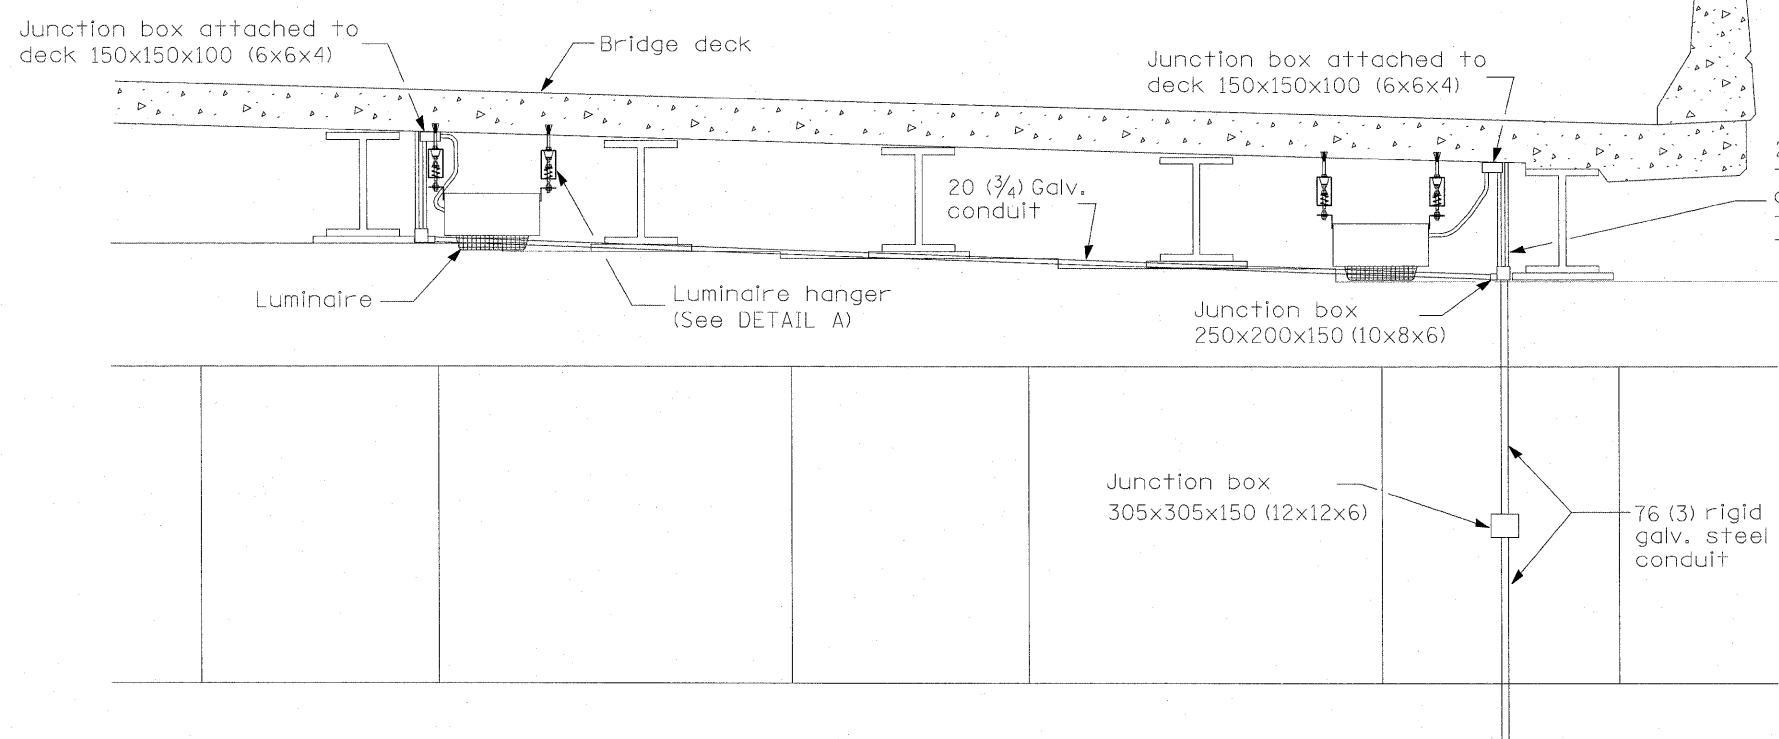 Junction box attached to
deck 150x150x100 (6x6x4)
Bridge deck
Junction box attached to
deck 150x150x100 (6x6x4)
20 (3/4) Galv.
conduit
Luminaire
Luminaire hanger
(See DETAIL A)
Junction box
250x200x150 (10x8x6)
Junction box
305x305x150 (12x12x6)
76 (3) rigid
galv. steel
conduit